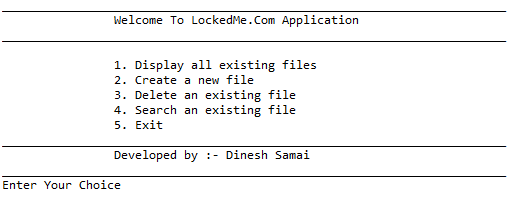 Welcome To LockedMe.Com Application
1. Display all existing files
2. Create a new file
3. Delete an existing file
4. Search an existing file
5. Exit
Developed by :- Dinesh Samai
Enter Your Choice